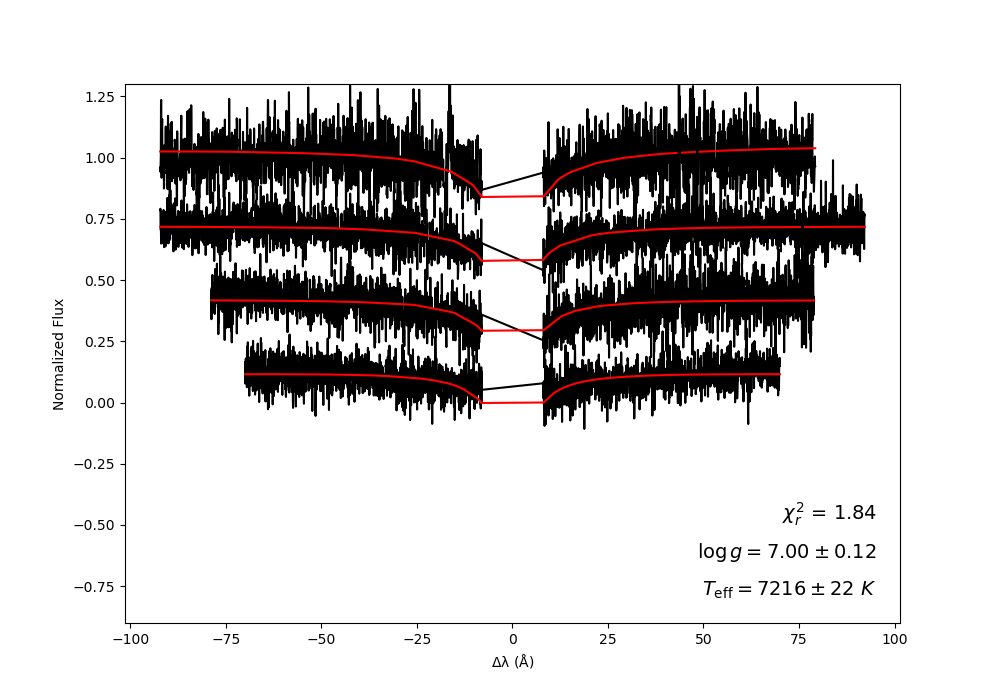 1.25
1.00
0.75
0.50
0.25
0.00
−0.25
−0.50
−0.75
Normalized Flux
χ²ᵣ = 1.84
log g = 7.00 ± 0.12
T_eff = 7216 ± 22 K
−100 −75 −50 −25 0 25 50 75 100
Δλ (Å)